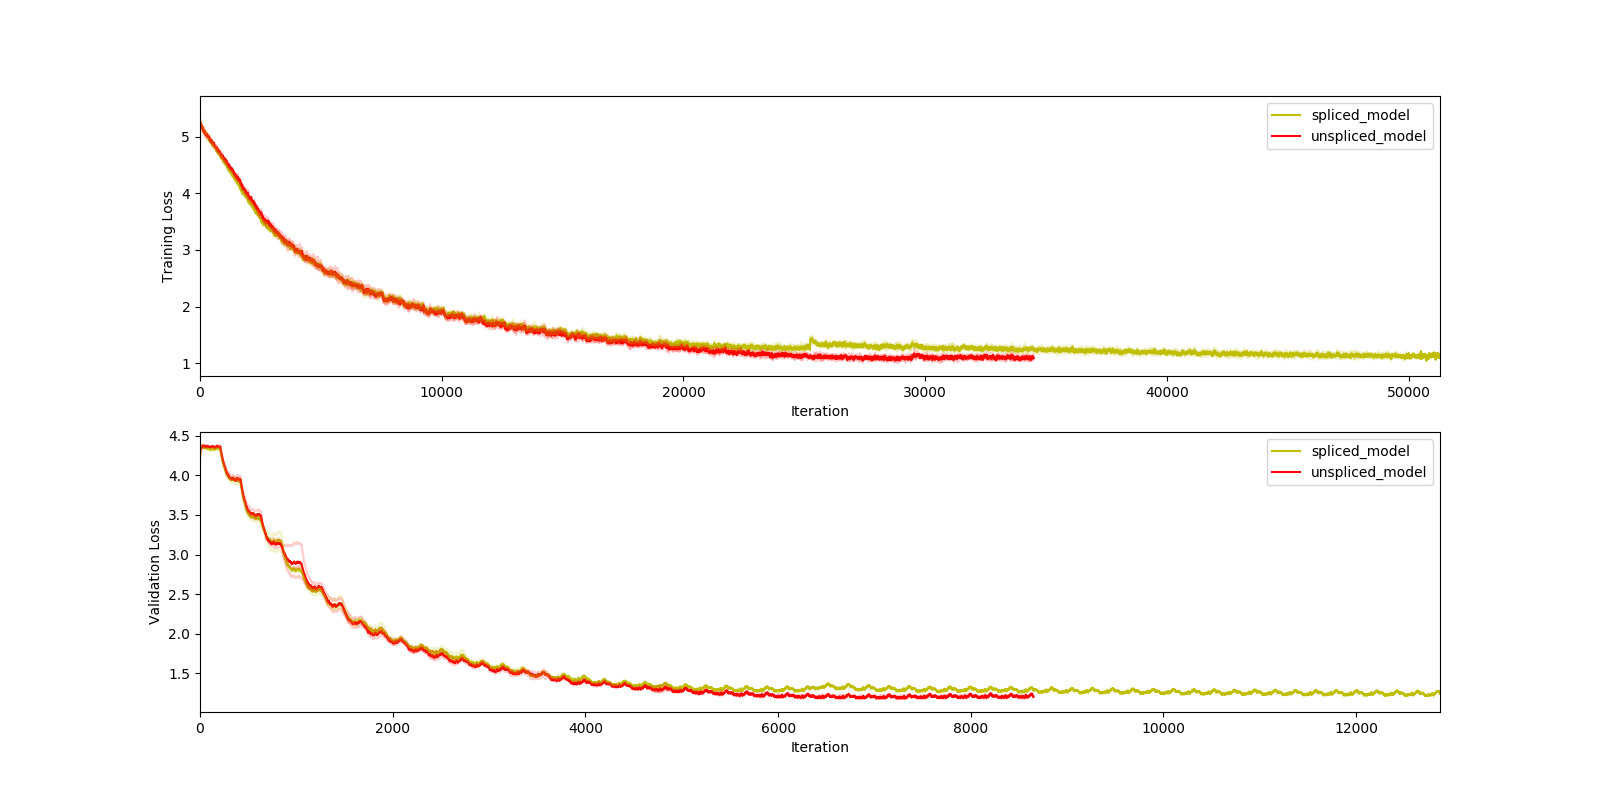 spliced_model
unspliced_model
Training Loss
5
4
3
2
1
0 10000 20000 30000 40000 50000
Iteration
spliced_model
unspliced_model
Validation Loss
4.5
4.0
3.5
3.0
2.5
2.0
1.5
0 2000 4000 6000 8000 10000 12000
Iteration